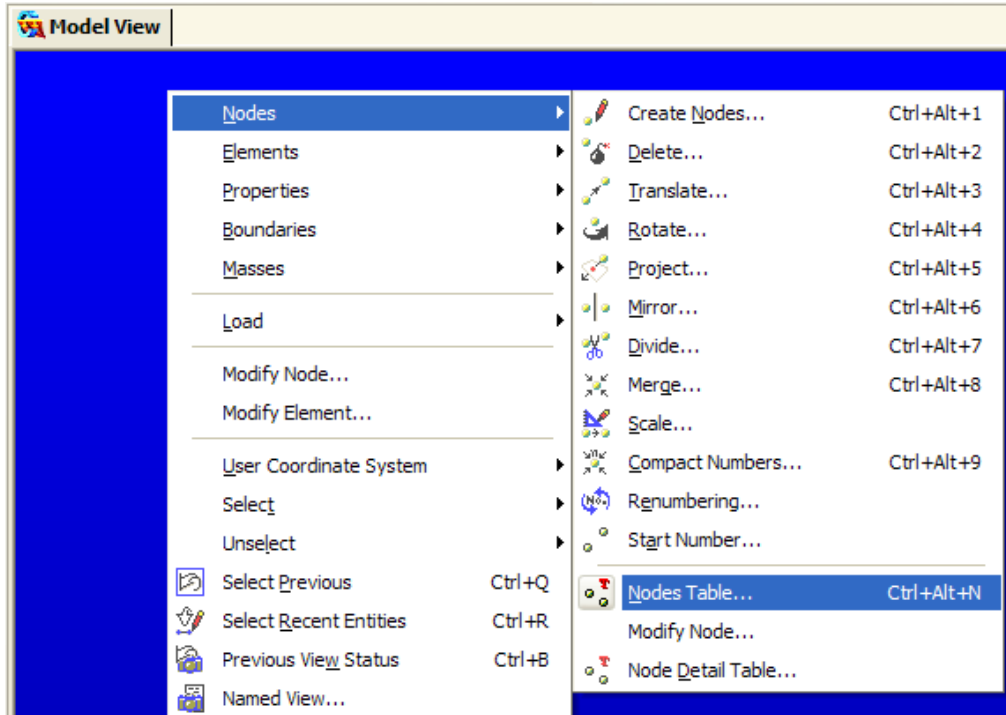 Model View
Nodes
Elements
Properties
Boundaries
Masses
Load
Modify Node...
Modify Element...
User Coordinate System
Select
Unselect
Select Previous Ctrl+Q
Select Recent Entities Ctrl+R
Previous View Status Ctrl+B
Named View...
Create Nodes... Ctrl+Alt+1
Delete... Ctrl+Alt+2
Translate... Ctrl+Alt+3
Rotate... Ctrl+Alt+4
Project... Ctrl+Alt+5
Mirror... Ctrl+Alt+6
Divide... Ctrl+Alt+7
Merge... Ctrl+Alt+8
Scale...
Compact Numbers... Ctrl+Alt+9
Renumbering...
Start Number...
Nodes Table... Ctrl+Alt+N
Modify Node...
Node Detail Table...